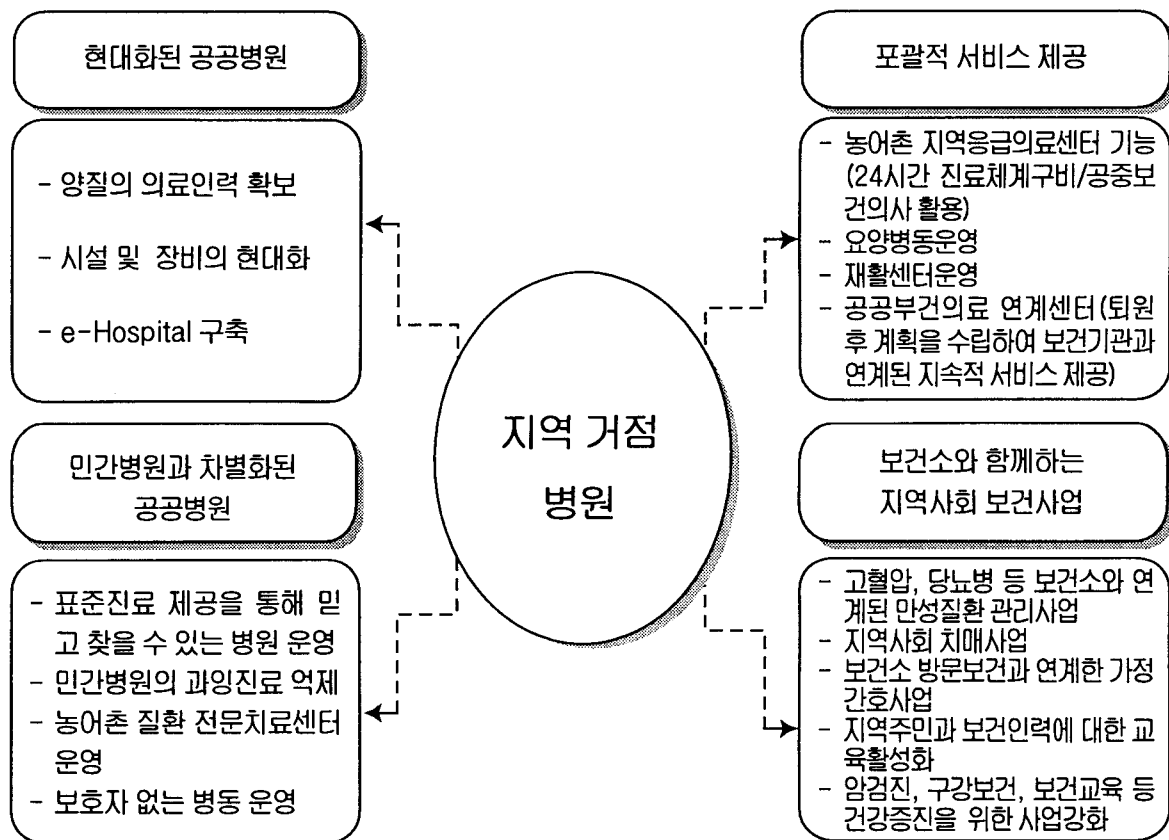 현대화된 공공병원
- 양질의 의료인력 확보
- 시설 및 장비의 현대화
- e-Hospital 구축
포괄적 서비스 제공
- 농어촌 지역응급의료센터 기능
(24시간 진료체계구비/공중보
건의사 활용)
- 요양병동운영
- 재활센터운영
- 공공부건의료 연계센터(퇴원
후 계획을 수립하여 보건기관과
연계된 지속적 서비스 제공)
지역 거점
병원
민간병원과 차별화된
공공병원
- 표준진료 제공을 통해 믿
고 찾을 수 있는 병원 운영
- 민간병원의 과잉진료 억제
- 농어촌 질환 전문치료센터
운영
- 보호자 없는 병동 운영
보건소와 함께하는
지역사회 보건사업
- 고혈압, 당뇨병 등 보건소와 연
계된 만성질환 관리사업
- 지역사회 치매사업
- 보건소 방문보건과 연계한 가정
간호사업
- 지역주민과 보건인력에 대한 교
육활성화
- 암검진, 구강보건, 보건교육 등
건강증진을 위한 사업강화